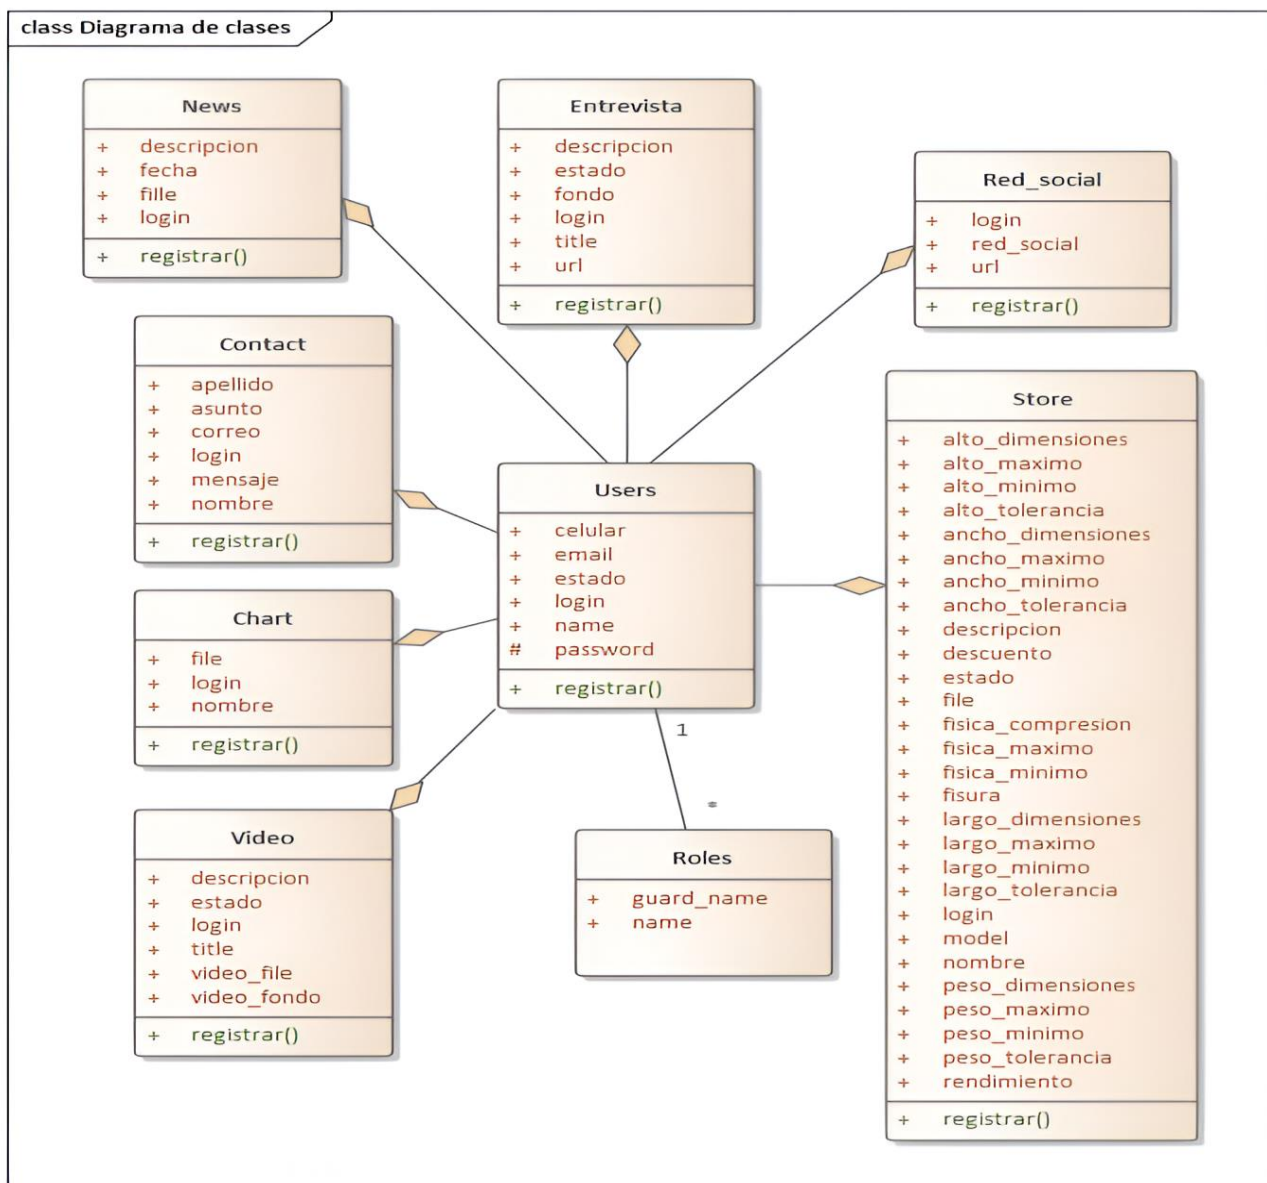 class Diagrama de clases
News
+ descripcion
+ fecha
+ fille
+ login
+ registrar()
Entrevista
+ descripcion
+ estado
+ fondo
+ login
+ title
+ url
+ registrar()
Red_social
+ login
+ red_social
+ url
+ registrar()
Contact
+ apellido
+ asunto
+ correo
+ login
+ mensaje
+ nombre
+ registrar()
Users
+ celular
+ email
+ estado
+ login
+ name
# password
+ registrar()
Store
+ alto_dimensiones
+ alto_maximo
+ alto_minimo
+ alto_tolerancia
+ ancho_dimensiones
+ ancho_maximo
+ ancho_minimo
+ ancho_tolerancia
+ descripcion
+ descuento
+ estado
+ file
+ fisica_compresion
+ fisica_maximo
+ fisica_minimo
+ fisura
+ largo_dimensiones
+ largo_maximo
+ largo_minimo
+ largo_tolerancia
+ login
+ model
+ nombre
+ peso_dimensiones
+ peso_maximo
+ peso_minimo
+ peso_tolerancia
+ rendimiento
+ registrar()
Chart
+ file
+ login
+ nombre
+ registrar()
1
*
Video
+ descripcion
+ estado
+ login
+ title
+ video_file
+ video_fondo
+ registrar()
Roles
+ guard_name
+ name